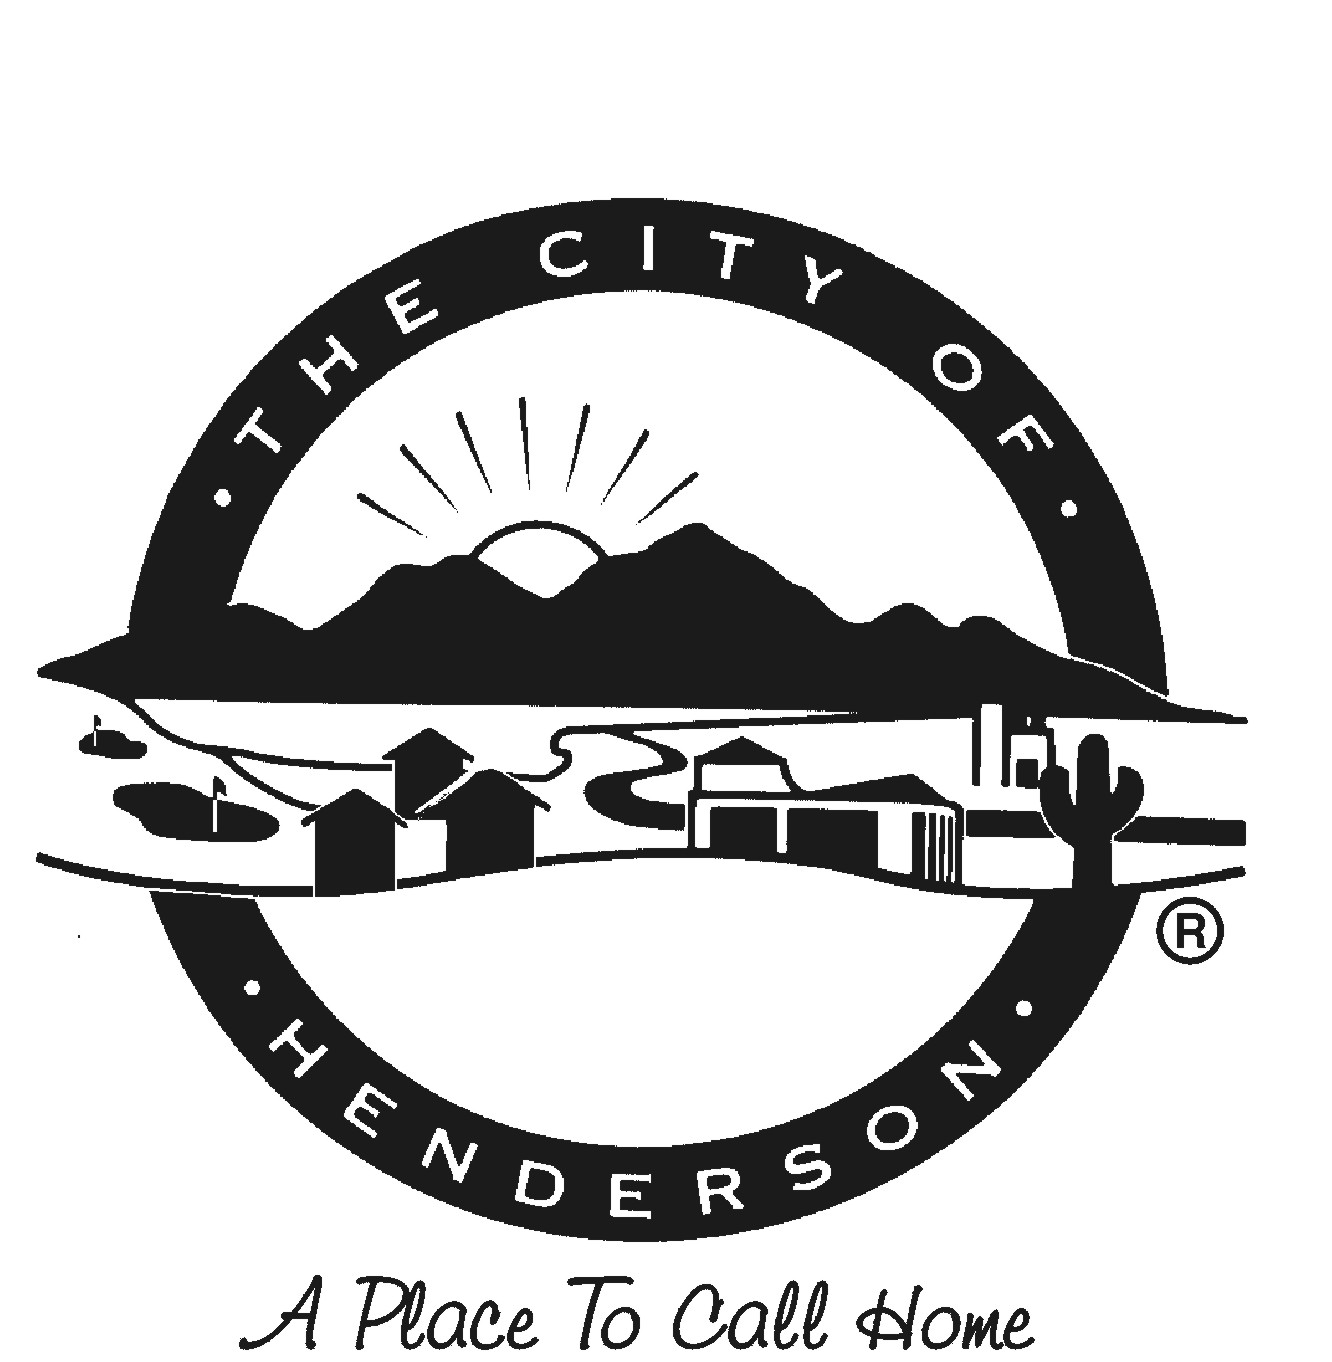 • THE CITY OF •
®
• HENDERSON •
A Place To Call Home